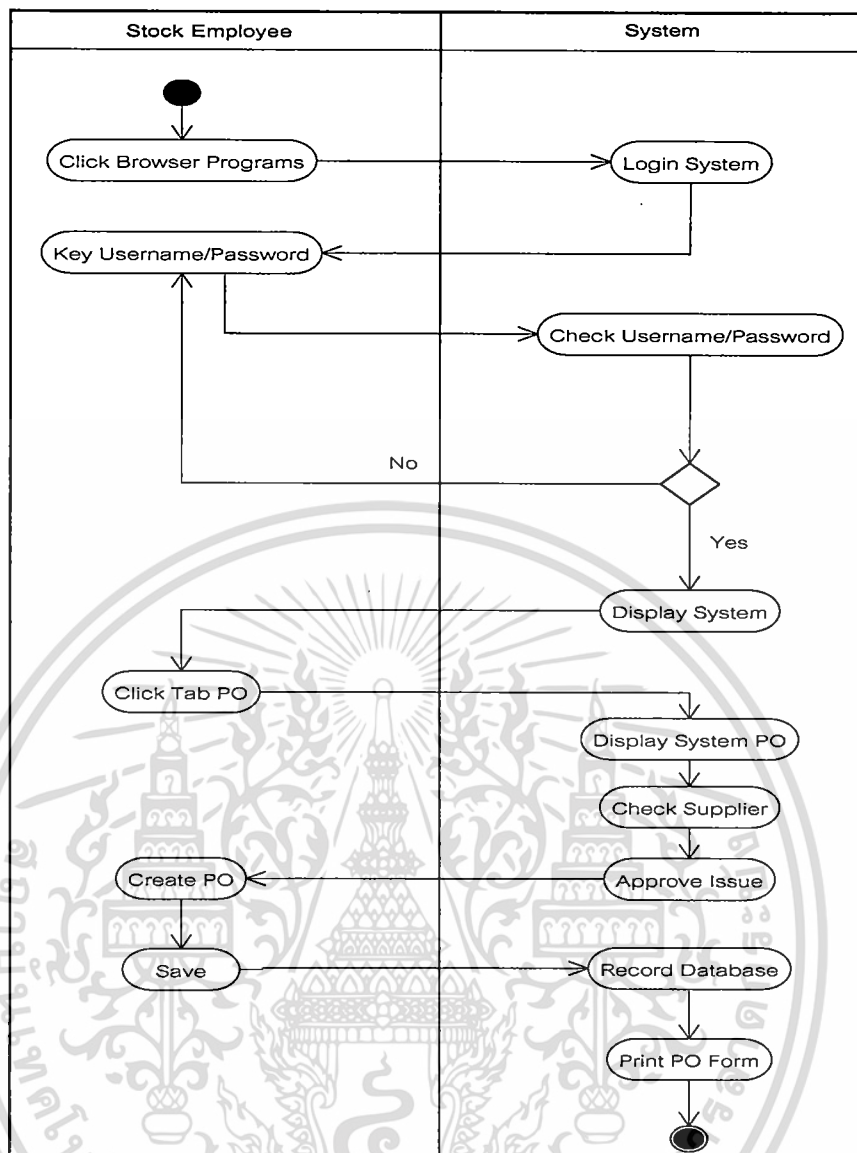 Stock Employee
System
Click Browser Programs
Login System
Key Username/Password
Check Username/Password
No
Yes
Display System
Click Tab PO
Display System PO
Check Supplier
Create PO
Approve Issue
Save
Record Database
Print PO Form